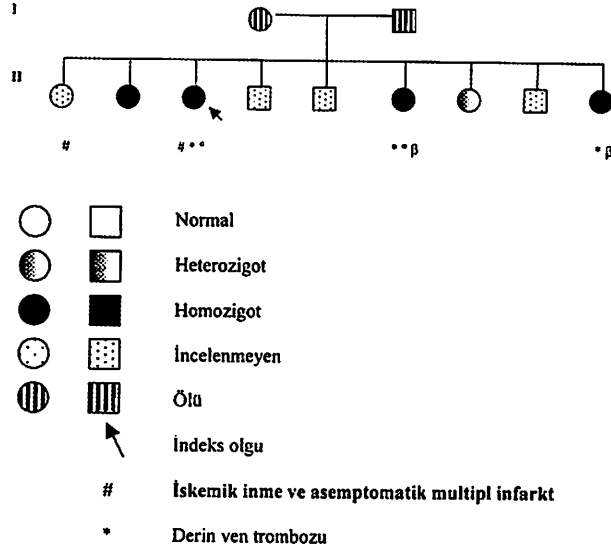 I
II
# # * * * * β * β
Normal
Heterozigot
Homozigot
İncelenmeyen
Ölü
İndeks olgu
# İskemik inme ve asemptomatik multipl infarkt
* Derin ven trombozu